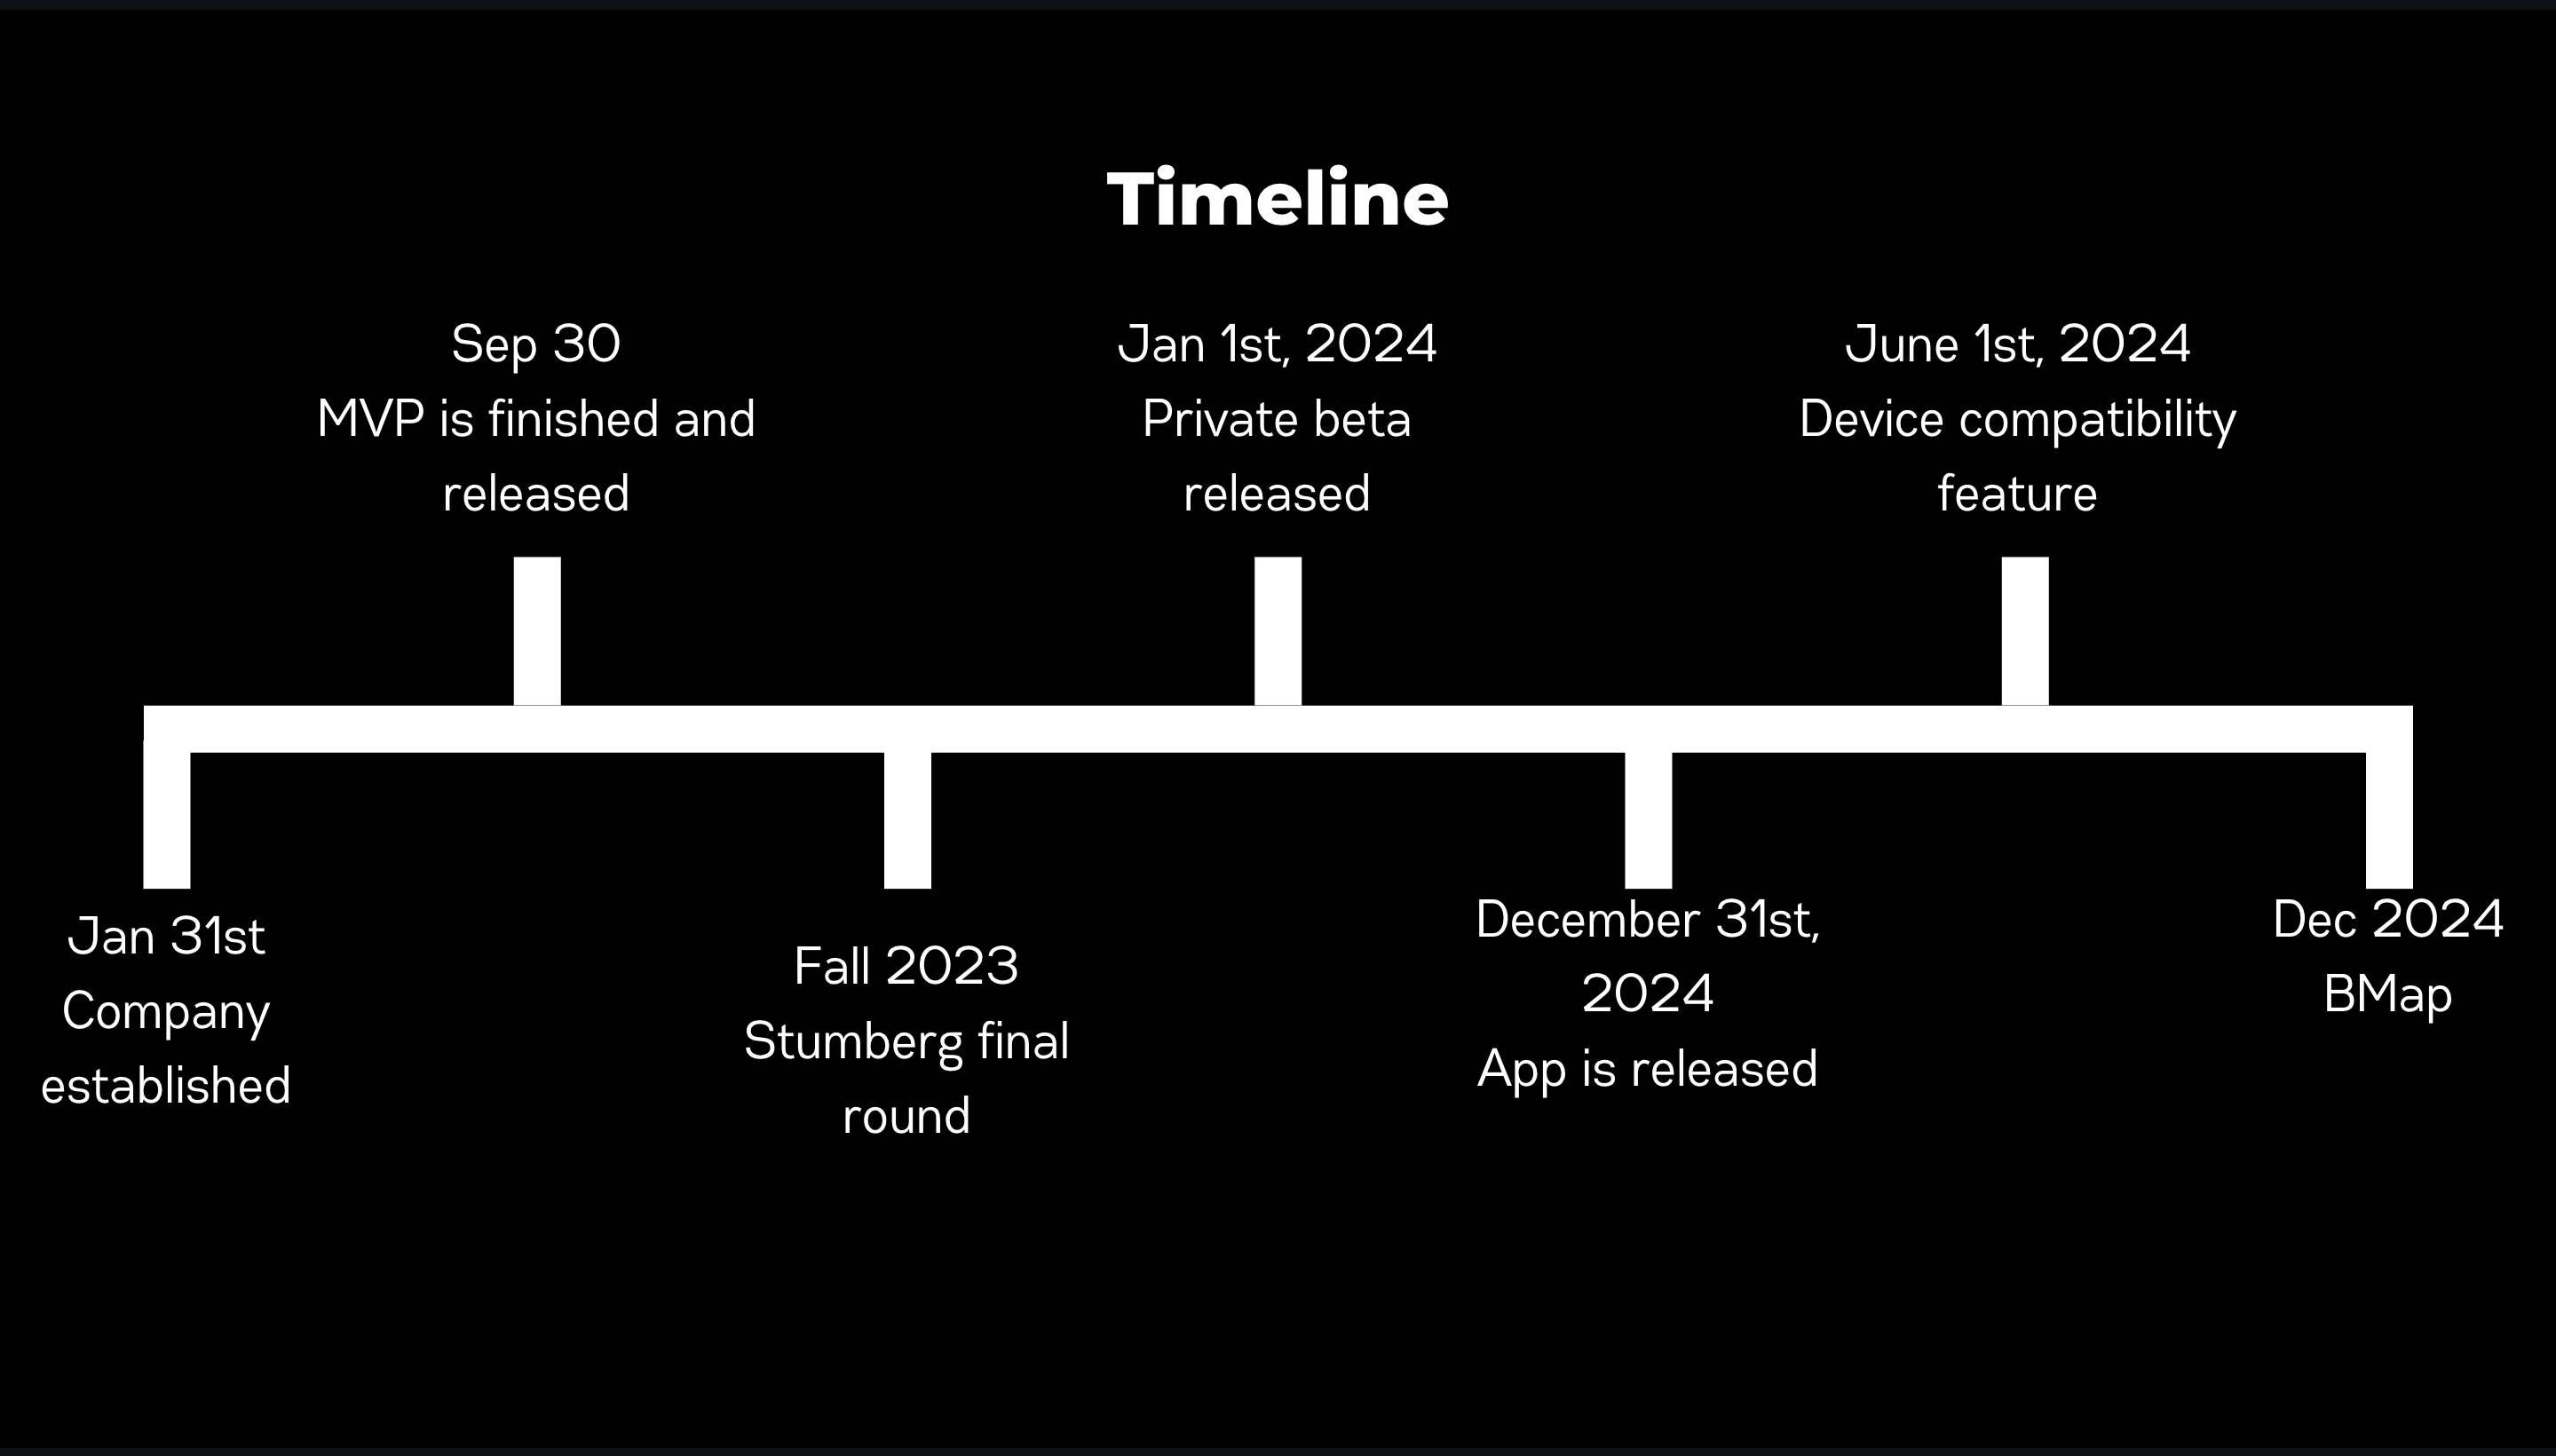 Timeline
Sep 30
MVP is finished and
released
Jan 1st, 2024
Private beta
released
June 1st, 2024
Device compatibility
feature
Jan 31st
Company
established
Fall 2023
Stumberg final
round
December 31st,
2024
App is released
Dec 2024
BMap